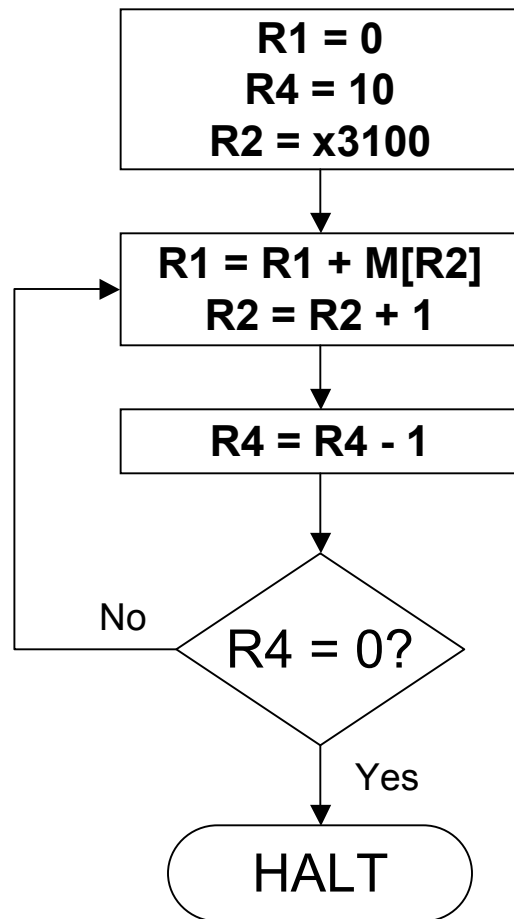 R1 = 0
R4 = 10
R2 = x3100
R1 = R1 + M[R2]
R2 = R2 + 1
R4 = R4 - 1
No
R4 = 0?
Yes
HALT